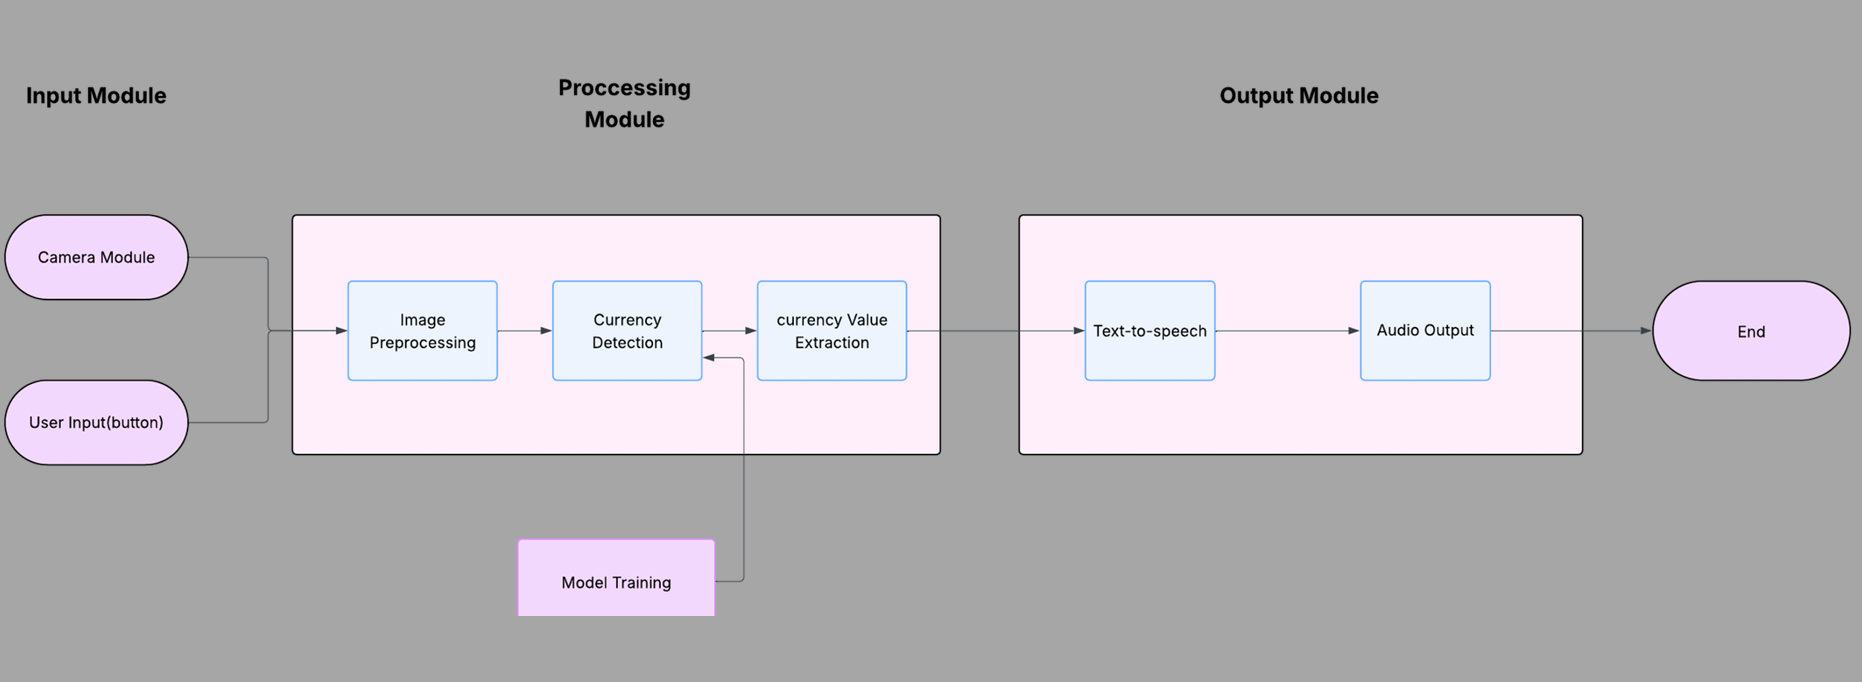 Input Module
Proccessing
Module
Output Module
Camera Module
User Input(button)
Image
Preprocessing
Currency
Detection
currency Value
Extraction
Text-to-speech
Audio Output
End
Model Training